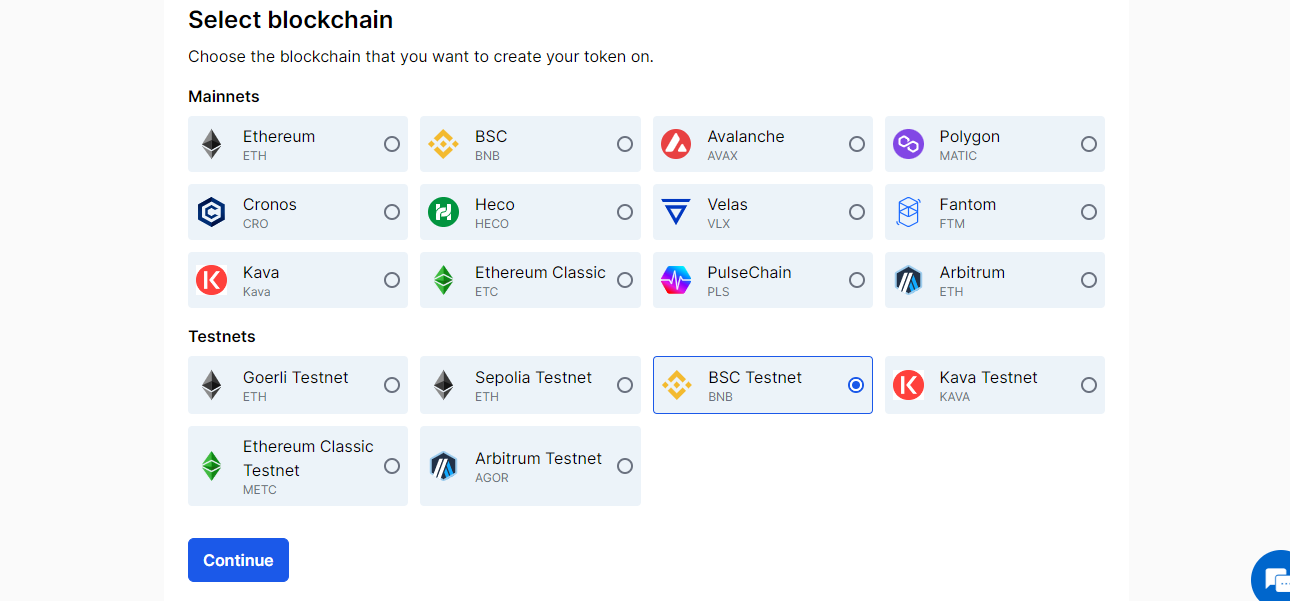 Select blockchain
Choose the blockchain that you want to create your token on.
Mainnets
Ethereum
ETH
BSC
BNB
Avalanche
AVAX
Polygon
MATIC
Cronos
CRO
Heco
HECO
Velas
VLX
Fantom
FTM
Kava
Kava
Ethereum Classic
ETC
PulseChain
PLS
Arbitrum
ETH
Testnets
Goerli Testnet
ETH
Sepolia Testnet
ETH
BSC Testnet
BNB
Kava Testnet
KAVA
Ethereum Classic
Testnet
METC
Arbitrum Testnet
AGOR
Continue